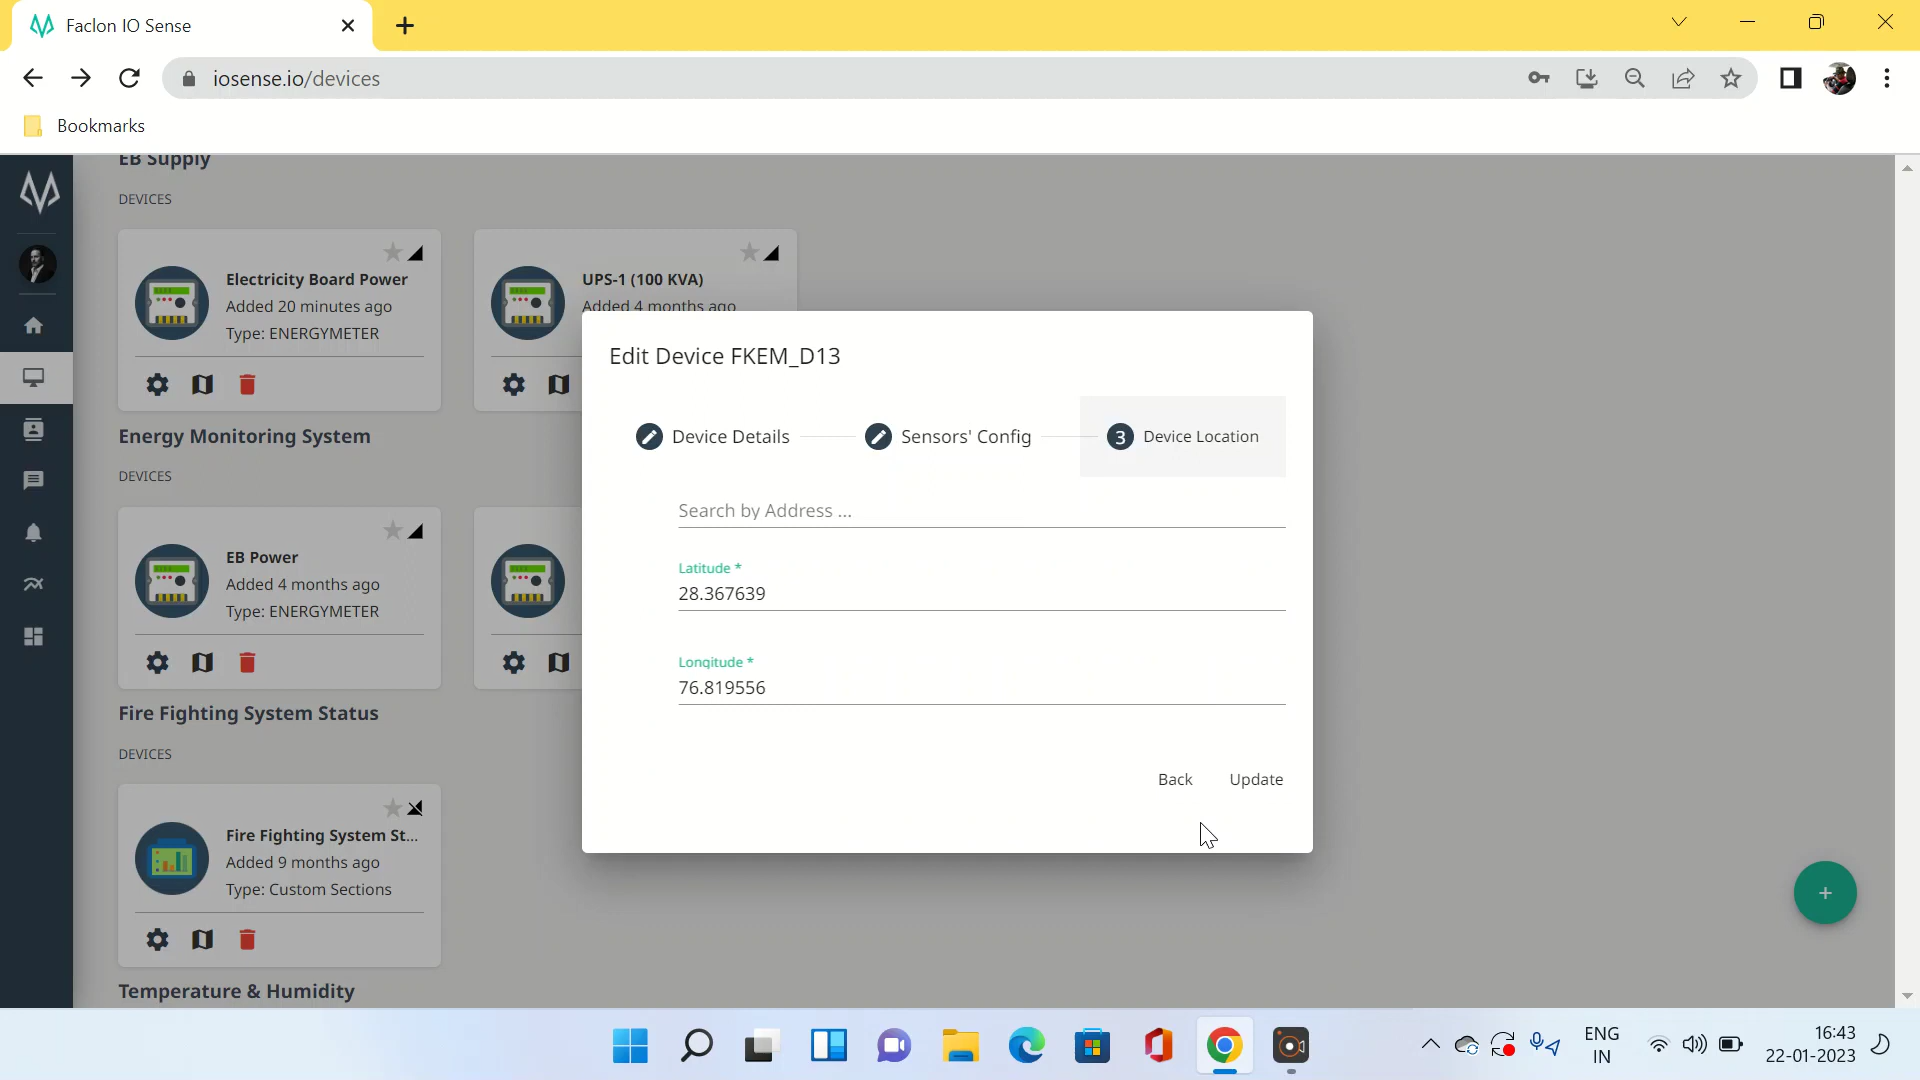 Faclon IO Sense
iosense.io/devices
Bookmarks
EB Supply
DEVICES
Electricity Board Power
Added 20 minutes ago
Type: ENERGYMETER
UPS-1 (100 KVA)
Added 4 months ago
Energy Monitoring System
DEVICES
EB Power
Added 4 months ago
Type: ENERGYMETER
Fire Fighting System Status
DEVICES
Fire Fighting System St...
Added 9 months ago
Type: Custom Sections
Temperature & Humidity
Edit Device FKEM_D13
Device Details
Sensors' Config
3 Device Location
Search by Address ...
Latitude *
28.367639
Longitude *
76.819556
Back
Update
+
ENG
IN
16:43
22-01-2023